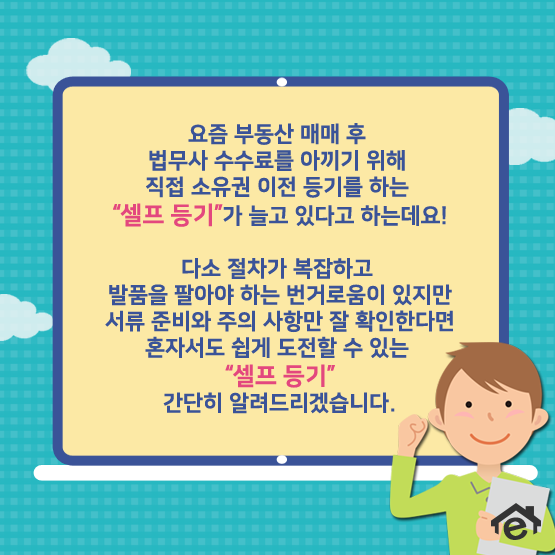 요즘 부동산 매매 후
법무사 수수료를 아끼기 위해
직접 소유권 이전 등기를 하는
“셀프 등기”가 늘고 있다고 하는데요!
다소 절차가 복잡하고
발품을 팔아야 하는 번거로움이 있지만
서류 준비와 주의 사항만 잘 확인한다면
혼자서도 쉽게 도전할 수 있는
“셀프 등기”
간단히 알려드리겠습니다.
e